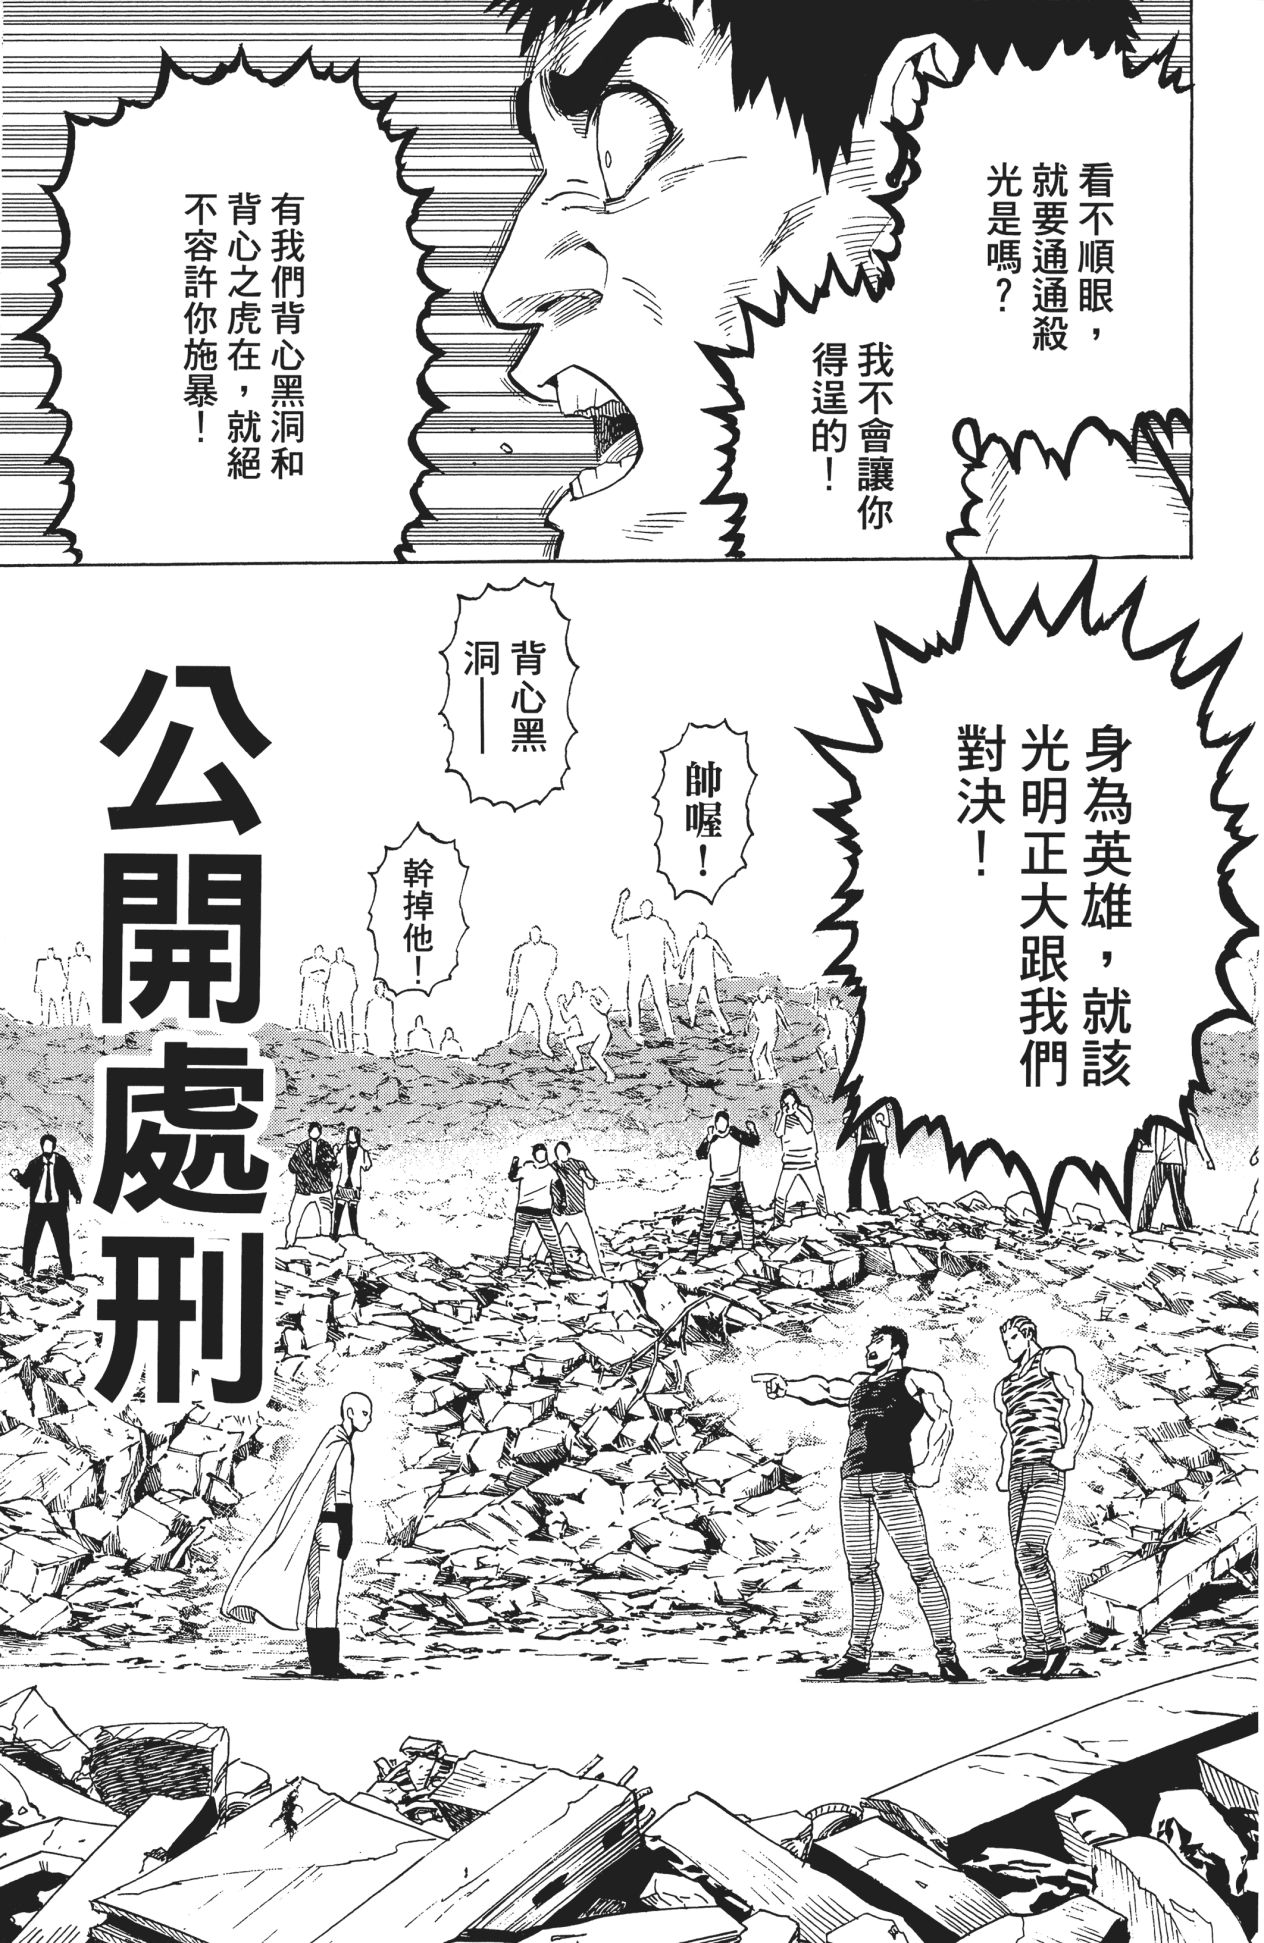 看不順眼，
就要通通殺
光是嗎？
我不會讓你
得逞的！
有我們背心黑洞和
背心之虎在，就絕
不容許你施暴！
身為英雄，就該
光明正大跟我們
對決！
帥喔！
背心黑
洞——
幹掉他！
公開處刑